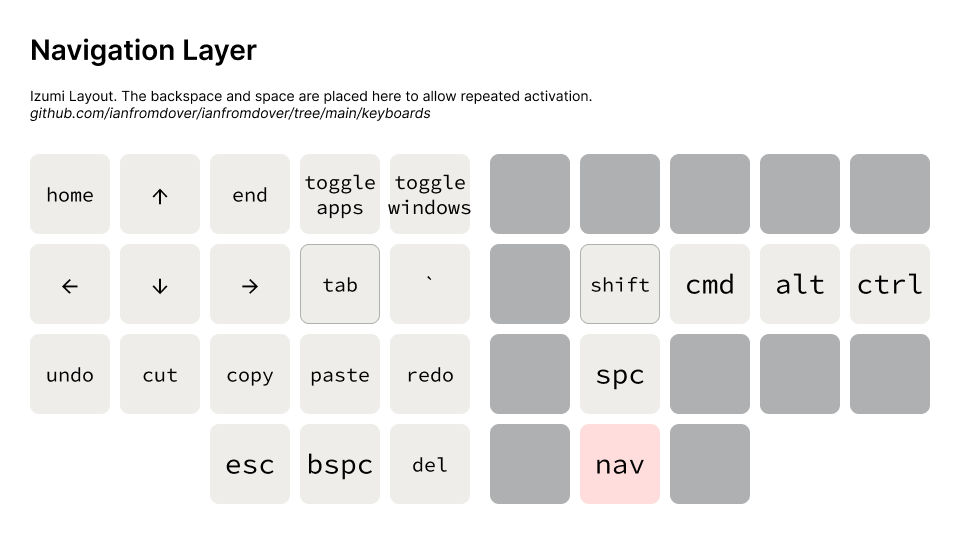 Navigation Layer
Izumi Layout. The backspace and space are placed here to allow repeated activation.
github.com/ianfromdover/ianfromdover/tree/main/keyboards
home ↑ end toggle apps toggle windows
← ↓ → tab ` shift cmd alt ctrl
undo cut copy paste redo spc
esc bspc del nav